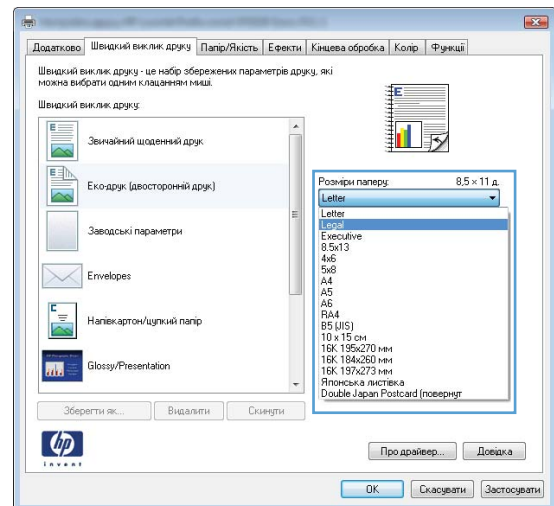 Додатково
Швидкий виклик друку
Папір/Якість
Ефекти
Кінцева обробка
Колір
Функції
Швидкий виклик друку - це набір збережених параметрів друку, які
можна вибрати одним клацанням миші.
Швидкий виклик друку:
Звичайний щоденний друк
Еко-друк (двосторонній друк)
Заводські параметри
Envelopes
Напівкартон/цупкий папір
Glossy/Presentation
Зберегти як...
Видалити
Скинути
Розміри паперу:
8,5 × 11 д.
Letter
Letter
Legal
Executive
8.5x13
4x6
5x8
A4
A5
A6
RA4
B5 (JIS)
10 x 15 см
16K 195x270 мм
16K 184x260 мм
16K 197x273 мм
Японська листівка
Double Japan Postcard (повернут
E
hp
invent
Про драйвер...
Довідка
OK
Скасувати
Застосувати